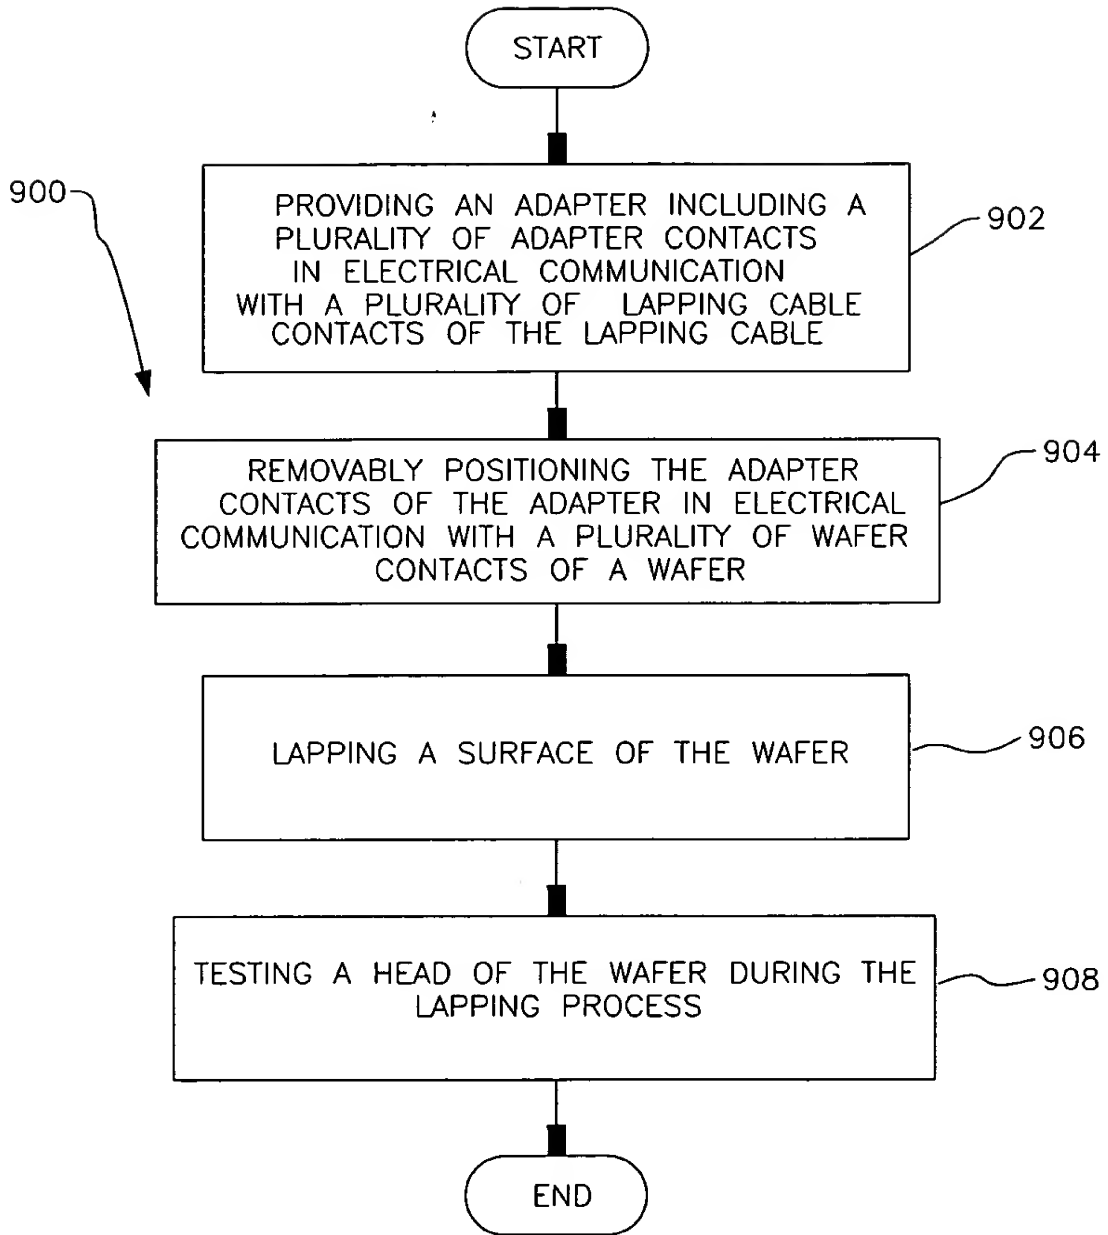 START
900
PROVIDING AN ADAPTER INCLUDING A
PLURALITY OF ADAPTER CONTACTS
IN ELECTRICAL COMMUNICATION
WITH A PLURALITY OF LAPPING CABLE
CONTACTS OF THE LAPPING CABLE
902
REMOVABLY POSITIONING THE ADAPTER
CONTACTS OF THE ADAPTER IN ELECTRICAL
COMMUNICATION WITH A PLURALITY OF WAFER
CONTACTS OF A WAFER
904
LAPPING A SURFACE OF THE WAFER
906
TESTING A HEAD OF THE WAFER DURING THE
LAPPING PROCESS
908
END